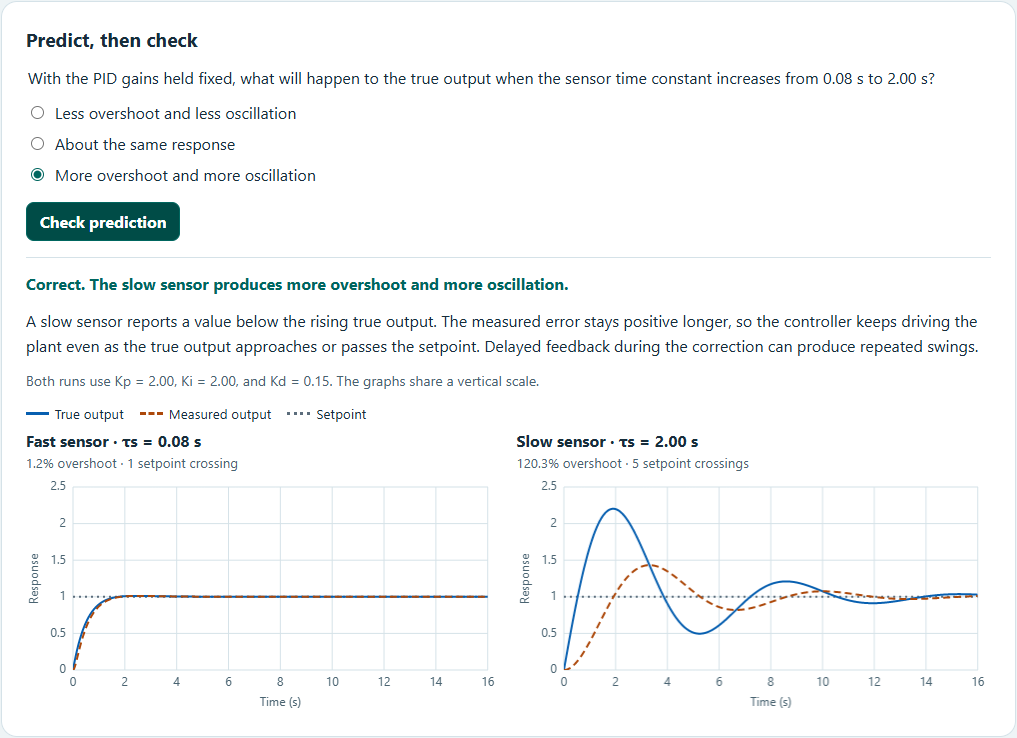 Predict, then check
With the PID gains held fixed, what will happen to the true output when the sensor time constant increases from 0.08 s to 2.00 s?
Less overshoot and less oscillation
About the same response
More overshoot and more oscillation
Check prediction
Correct. The slow sensor produces more overshoot and more oscillation.
A slow sensor reports a value below the rising true output. The measured error stays positive longer, so the controller keeps driving the
plant even as the true output approaches or passes the setpoint. Delayed feedback during the correction can produce repeated swings.
Both runs use Kp = 2.00, Ki = 2.00, and Kd = 0.15. The graphs share a vertical scale.
True output Measured output Setpoint
Fast sensor · τs = 0.08 s
1.2% overshoot · 1 setpoint crossing
2.5
2
1.5
1
0.5
0
Response
0 2 4 6 8 10 12 14 16
Time (s)
Slow sensor · τs = 2.00 s
120.3% overshoot · 5 setpoint crossings
2.5
2
1.5
1
0.5
0
Response
0 2 4 6 8 10 12 14 16
Time (s)